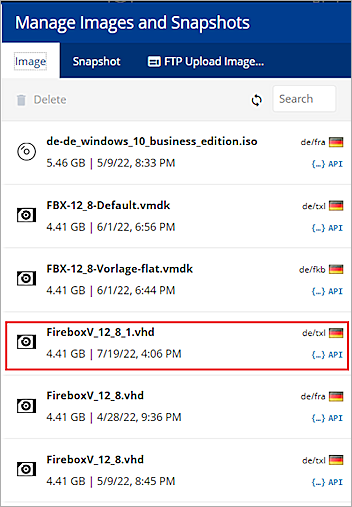 Manage Images and Snapshots
Image
Snapshot
FTP Upload Image...
Delete
Search
de-de_windows_10_business_edition.iso
de/fra
5.46 GB | 5/9/22, 8:33 PM
{...} API
FBX-12_8-Default.vmdk
de/txl
4.41 GB | 6/1/22, 6:56 PM
{...} API
FBX-12_8-Vorlage-flat.vmdk
de/fkb
4.41 GB | 6/1/22, 6:44 PM
{...} API
FireboxV_12_8_1.vhd
de/txl
4.41 GB | 7/19/22, 4:06 PM
{...} API
FireboxV_12_8.vhd
de/fra
4.41 GB | 4/28/22, 9:36 PM
{...} API
FireboxV_12_8.vhd
de/txl
4.41 GB | 5/9/22, 8:45 PM
{...} API